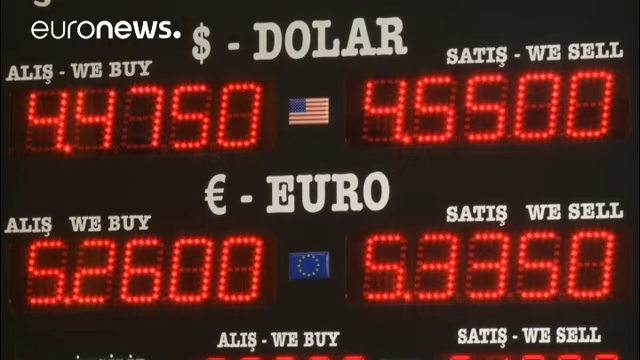 euronews.
$ - DOLAR
ALIŞ - WE BUY
SATIŞ - WE SELL
4.4750
4.5500
€ - EURO
ALIŞ WE BUY
SATIŞ WE SELL
5.2600
5.3350
ALIŞ - WE BUY
SATIŞ - WE SELL